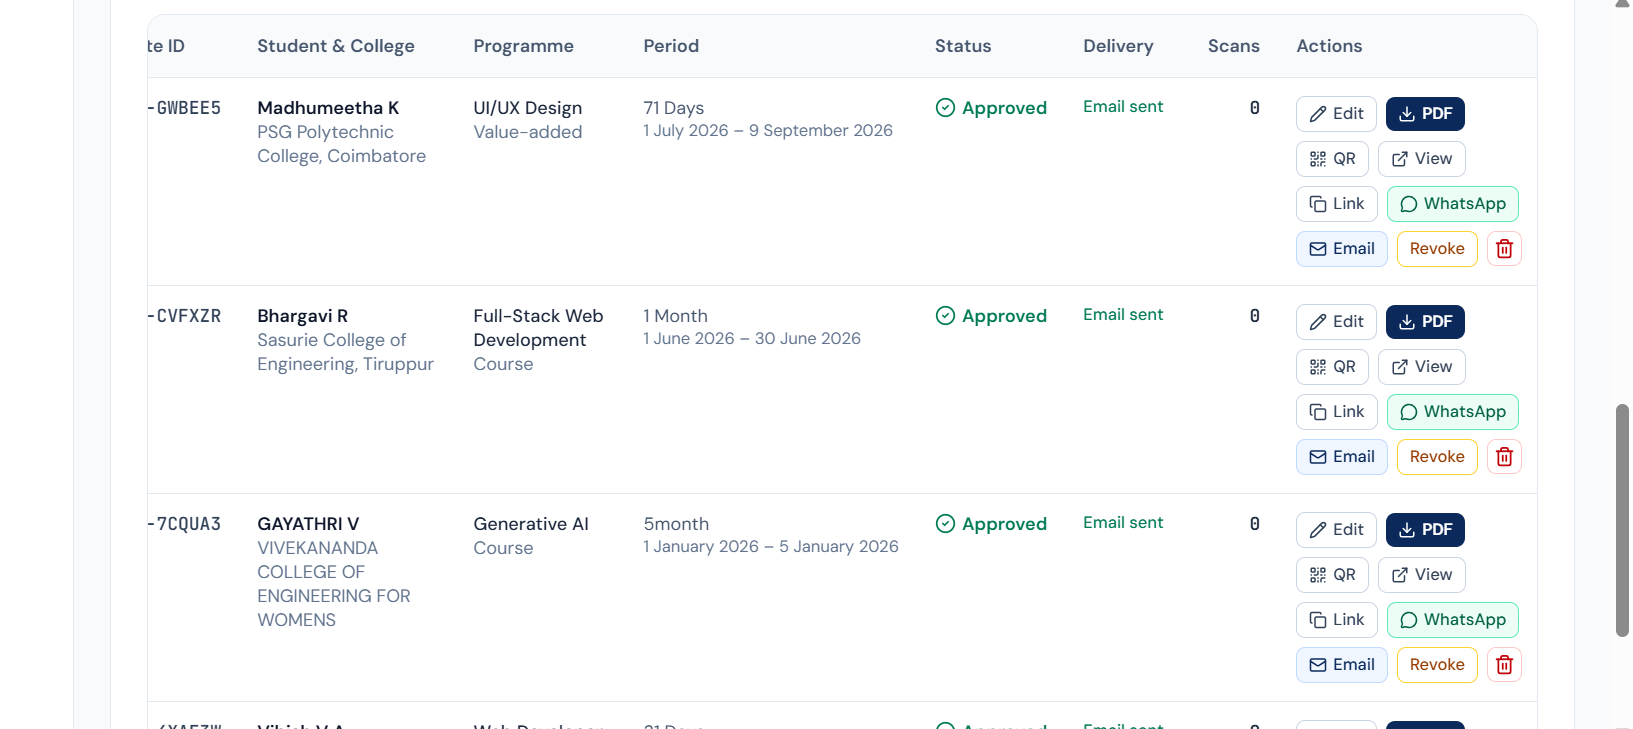 te ID Student & College Programme Period Status Delivery Scans Actions
-GWBEE5 Madhumeetha K UI/UX Design 71 Days Approved Email sent 0 Edit PDF
PSG Polytechnic Value-added 1 July 2026 – 9 September 2026
College, Coimbatore
QR View
Link WhatsApp
Email Revoke
-CVFXZR Bhargavi R Full-Stack Web 1 Month Approved Email sent 0 Edit PDF
Sasurie College of Development 1 June 2026 – 30 June 2026
Engineering, Tiruppur Course
QR View
Link WhatsApp
Email Revoke
-7CQUA3 GAYATHRI V Generative AI 5month Approved Email sent 0 Edit PDF
VIVEKANANDA Course 1 January 2026 – 5 January 2026
COLLEGE OF
ENGINEERING FOR
WOMENS
QR View
Link WhatsApp
Email Revoke